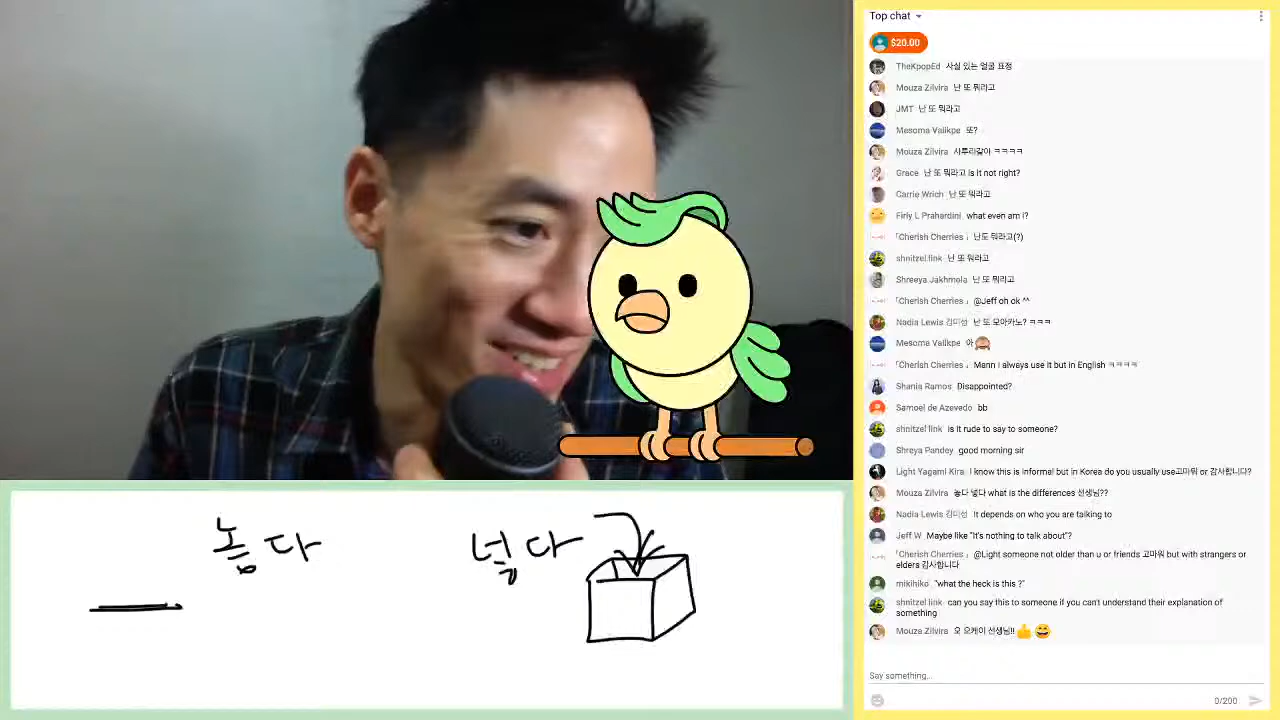 놓다
넣다
Top chat
$20.00
TheKpopEd 사실 있는 얼굴 표정
Mouza Zilvira 난 또 뭐라고
JMT 난 또 뭐라고
Mesoma Valikpe 또?
Mouza Zilvira 사투리같아 ㅋㅋㅋㅋ
Grace 난 또 뭐라고 is it not right?
Carrie Wrich 난 또 뭐라고
Firly L Prahardini what even am i?
「Cherish Cherries 」 난도 뭐라고(?)
shnitzel.fink 난 또 뭐라고
Shreeya Jakhmola 난 또 뭐라고
「Cherish Cherries 」 @Jeff oh ok ^^
Nadia Lewis 김미섬 난 또 모아카노? ㅋㅋㅋ
Mesoma Valikpe 아
「Cherish Cherries 」 Mann i always use it but in English ㅋㅋㅋㅋ
Shania Ramos Disappointed?
Samoel de Azevedo bb
shnitzel.fink is it rude to say to someone?
Shreya Pandey good morning sir
Light Yagami Kira I know this is informal but in Korea do you usually use고마워 or 감사합니다?
Mouza Zilvira 놓다 넣다 what is the differences 선생님??
Nadia Lewis 김미섬 It depends on who you are talking to
Jeff W Maybe like "It's nothing to talk about"?
「Cherish Cherries 」 @Light someone not older than u or friends 고마워 but with strangers or
elders 김사합니다
mikihiko "what the heck is this ?"
shnitzel.fink can you say this to someone if you can't understand their explanation of
something
Mouza Zilvira 오 오케이 선생님!!
Say something...
0/200